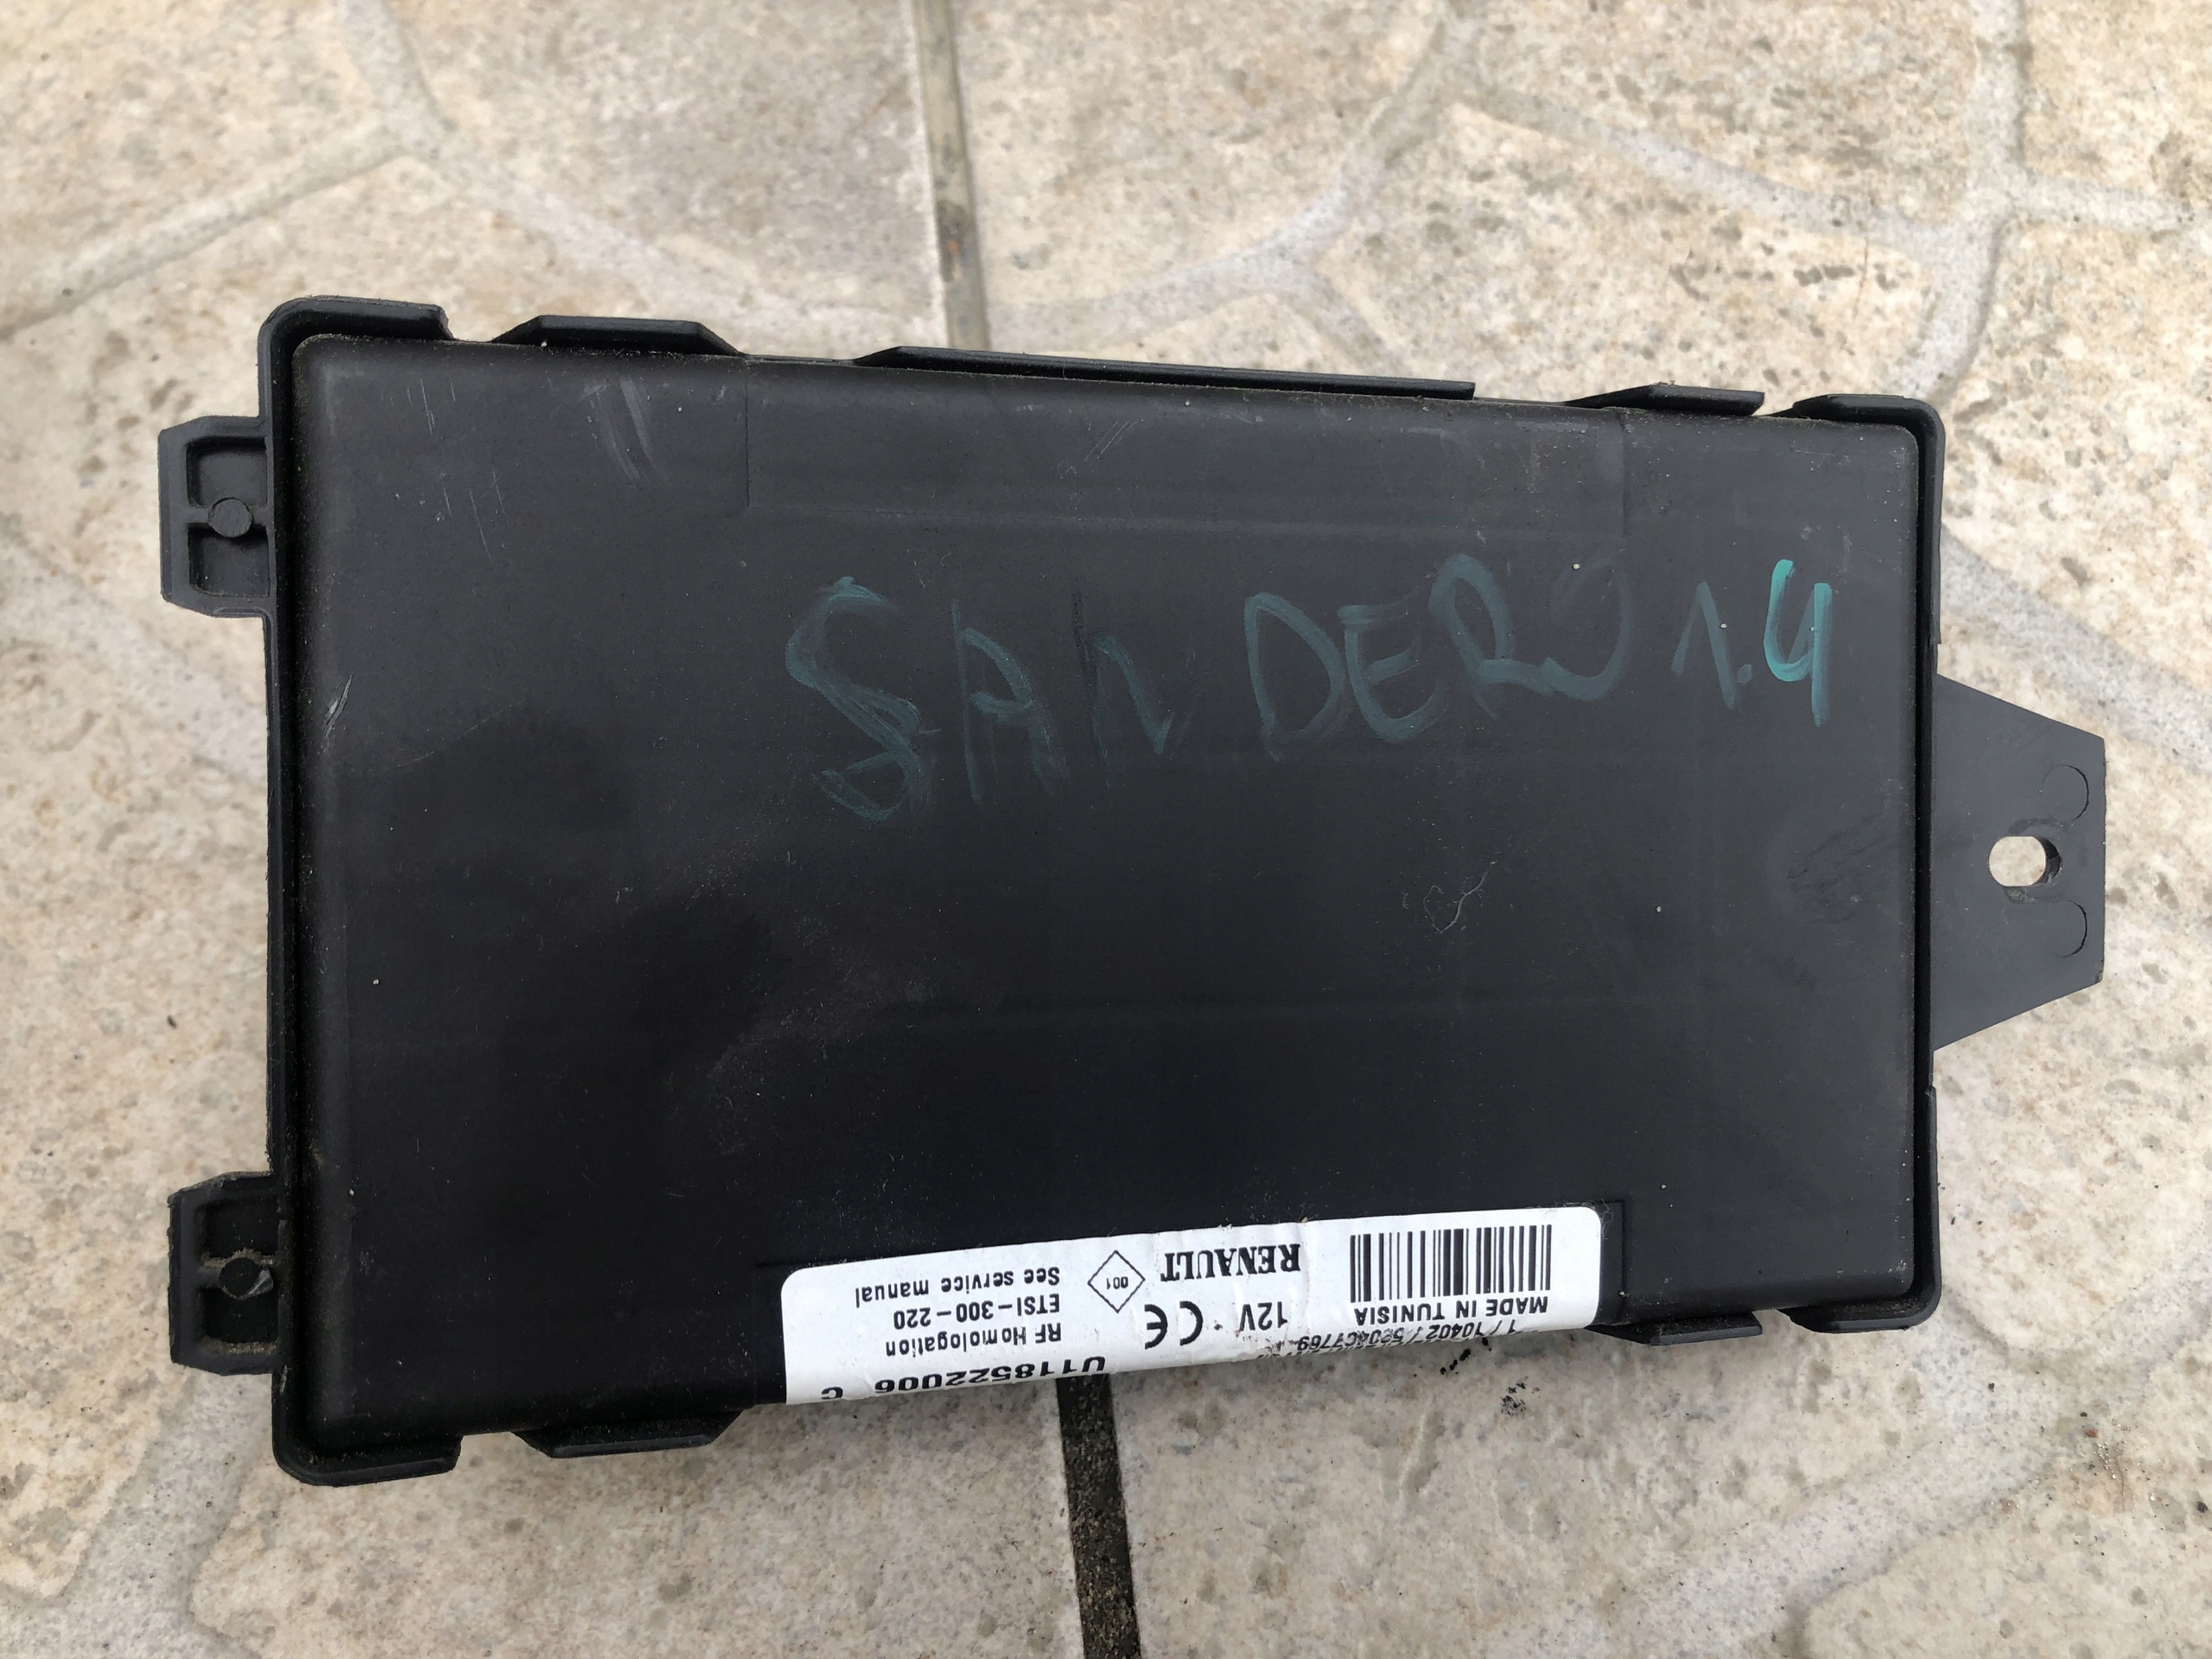 SANDERO 1.4
U118522006 C
RF Homologation
ETSI-300-220
See service manual
12V CE
001
RENAULT
MADE IN TUNISIA